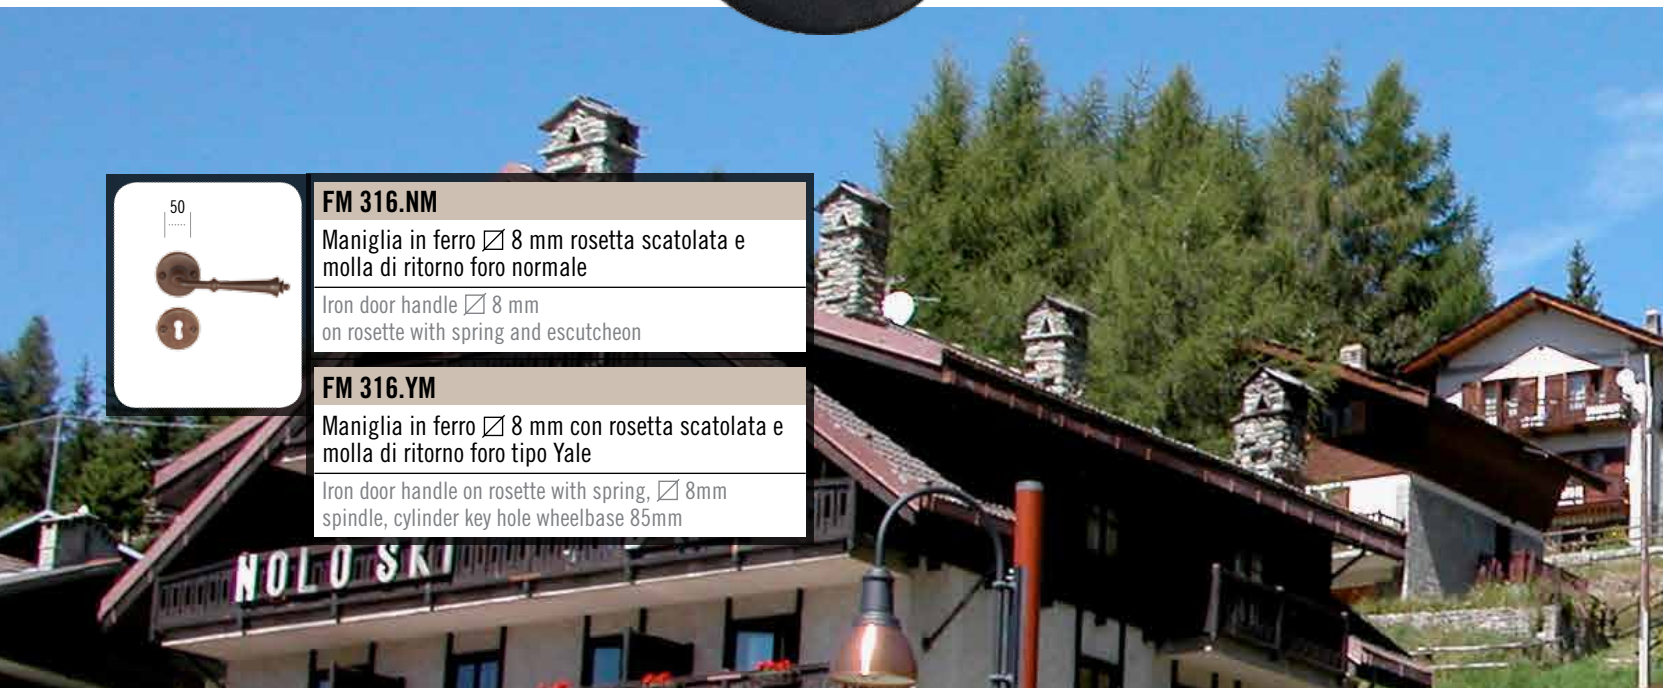 50
FM 316.NM
Maniglia in ferro ⍁ 8 mm rosetta scatolata e
molla di ritorno foro normale
Iron door handle ⍁ 8 mm
on rosette with spring and escutcheon
FM 316.YM
Maniglia in ferro ⍁ 8 mm con rosetta scatolata e
molla di ritorno foro tipo Yale
Iron door handle on rosette with spring, ⍁ 8mm
spindle, cylinder key hole wheelbase 85mm
NOLO SKI